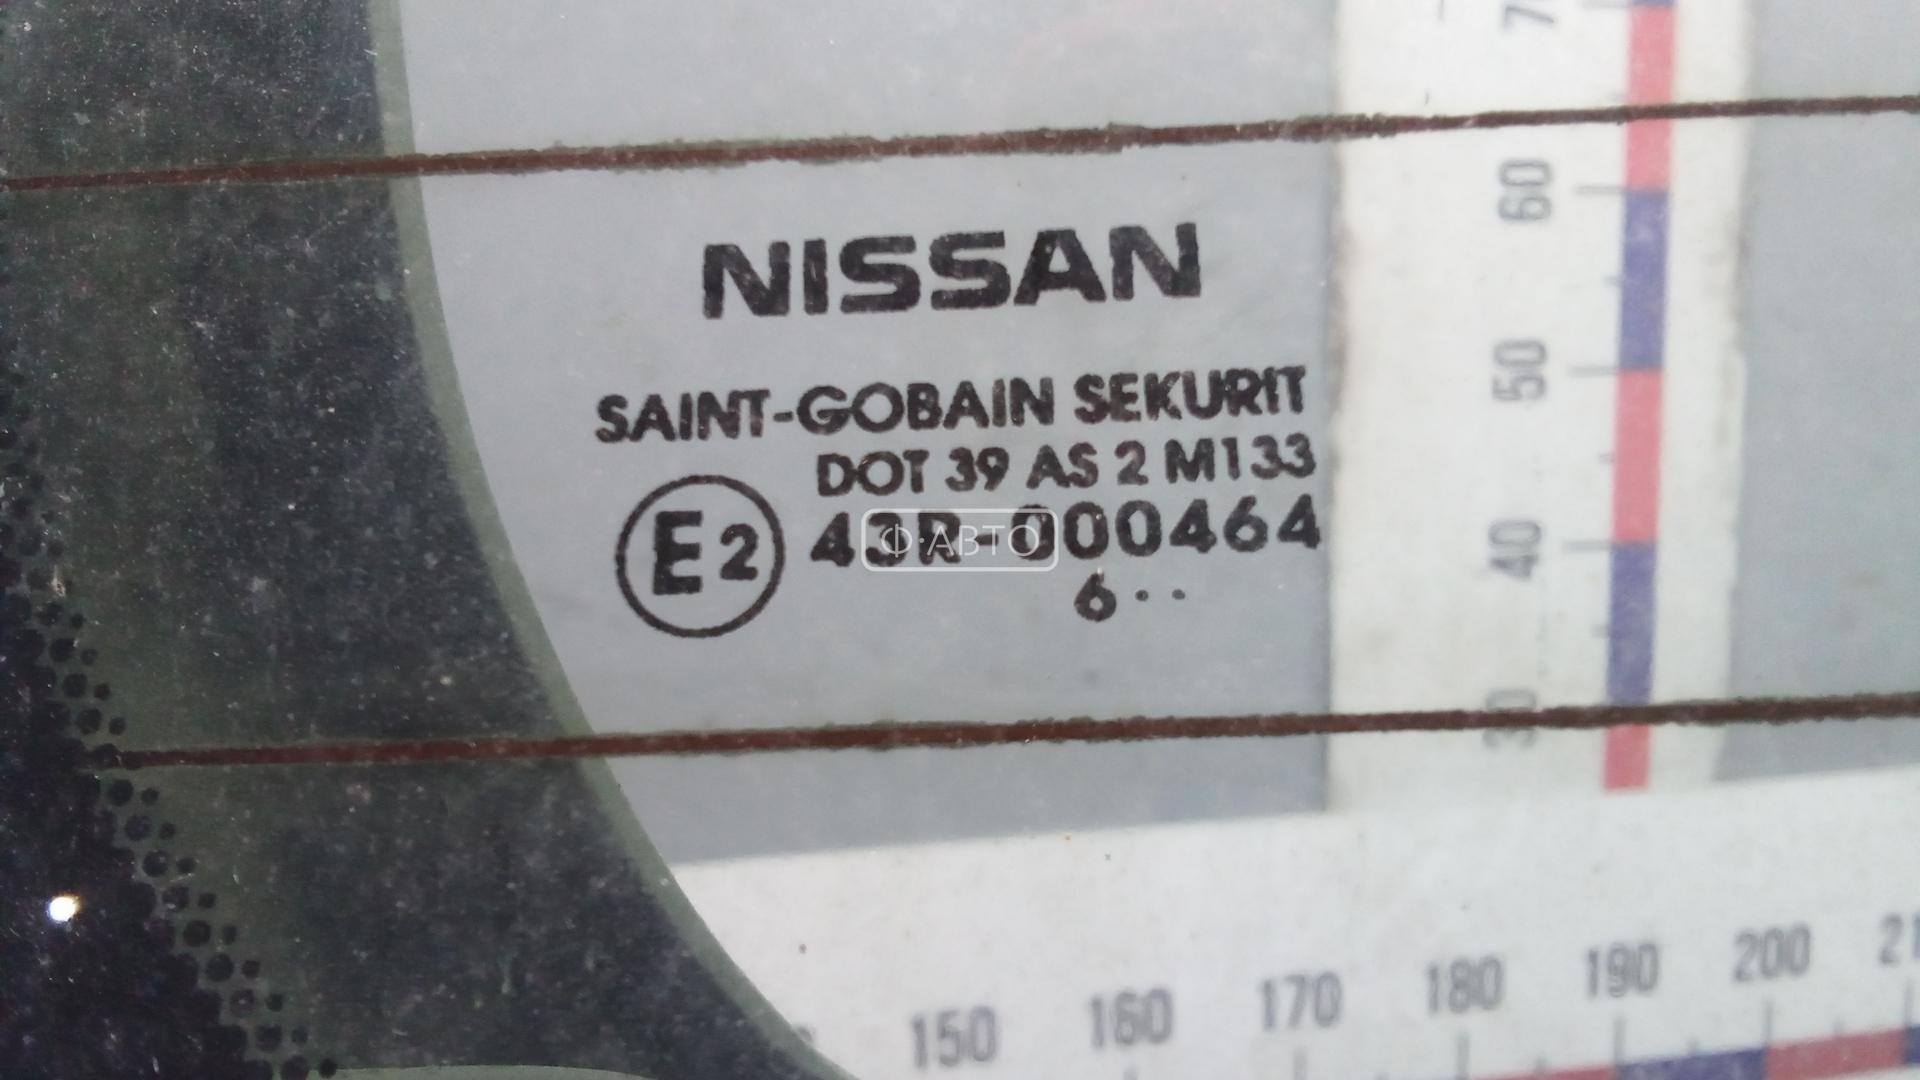 NISSAN
SAINT-GOBAIN SEKURIT
DOT 39 AS 2 M133
E2 43R-000464
Ф·АВТО
6··
60
50
40
30
150 160 170 180 190 200